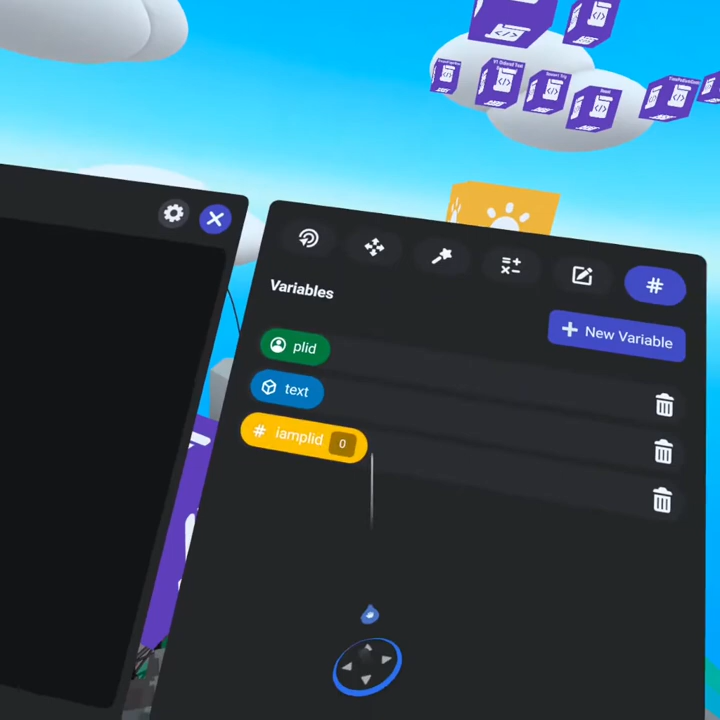 Variables
+ New Variable
plid
text
# iamplid 0